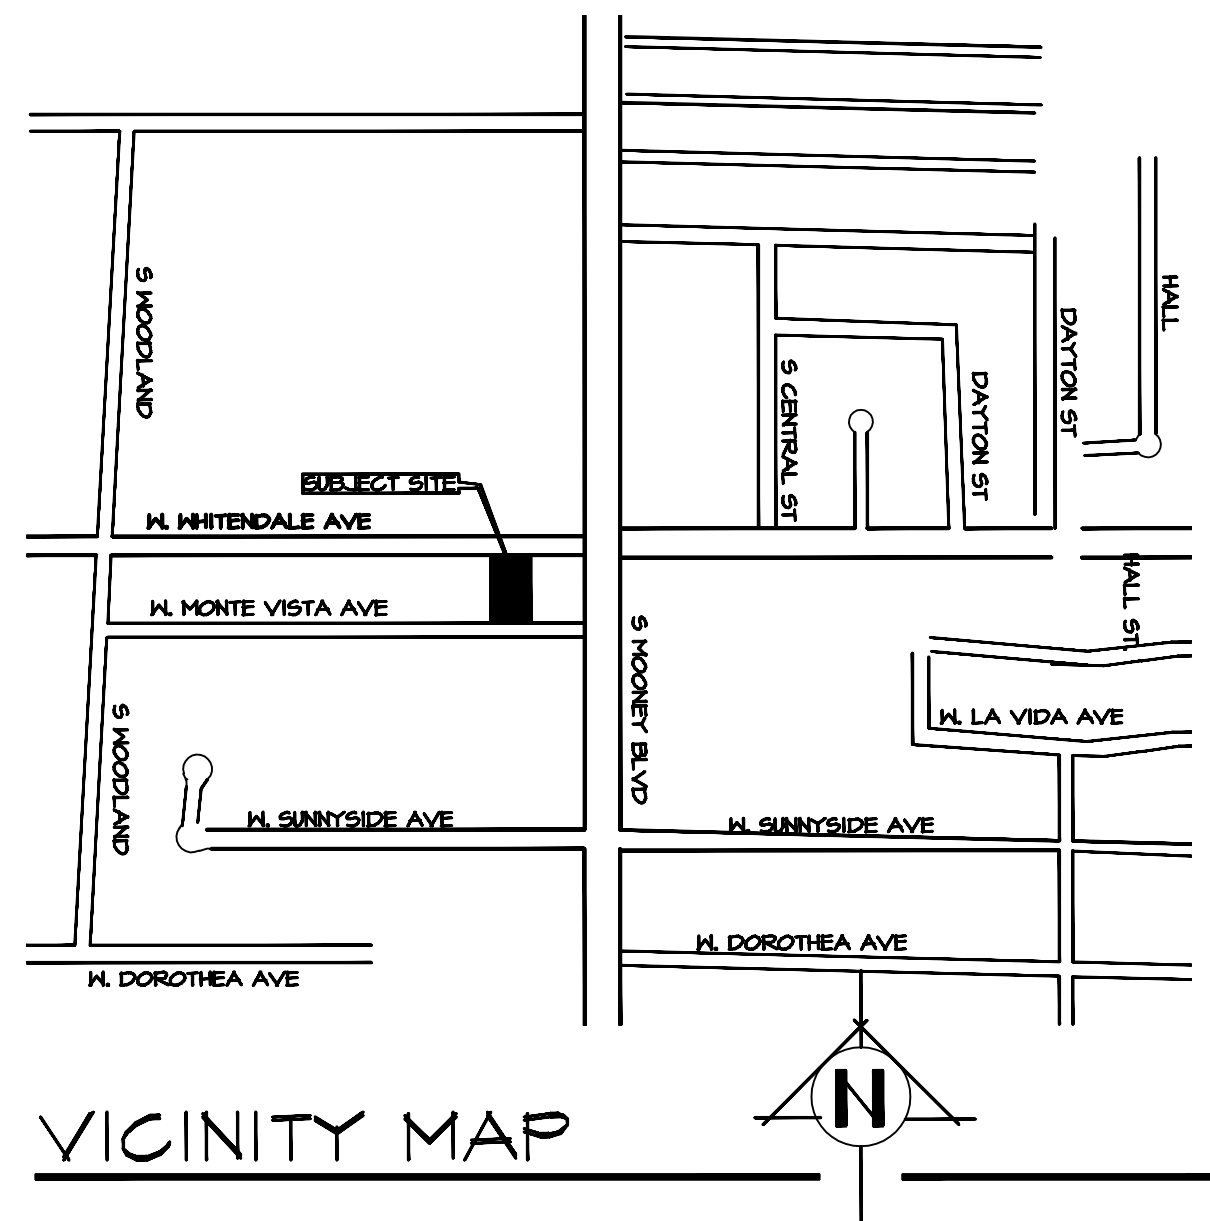 S WOODLAND
HALL
DAYTON ST
S CENTRAL ST
DAYTON ST
SUBJECT SITE
W. WHITENDALE AVE
HALL ST.
W. MONTE VISTA AVE
S MOONEY BLVD
W. LA VIDA AVE
S WOODLAND
W. SUNNYSIDE AVE
W. SUNNYSIDE AVE
W. DOROTHEA AVE
W. DOROTHEA AVE
N
VICINITY MAP